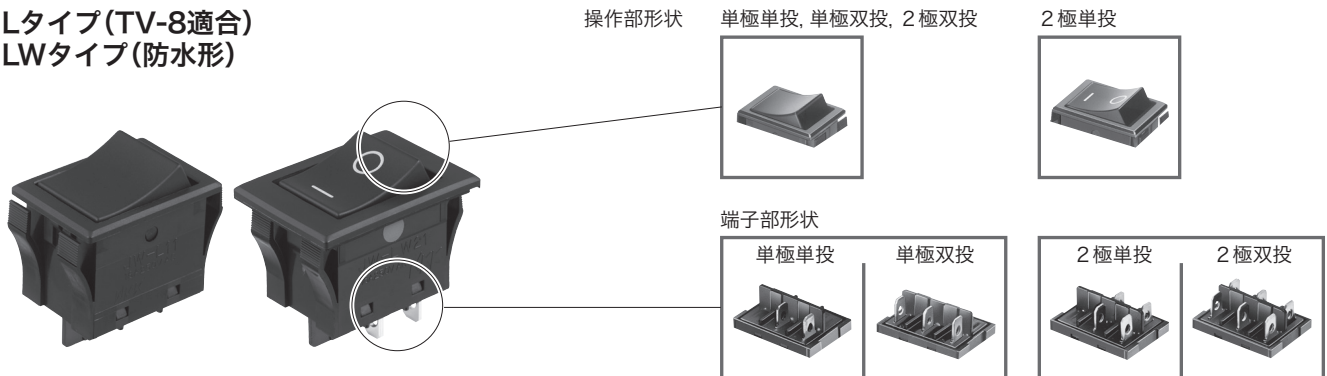 Lタイプ(TV-8適合)
LWタイプ(防水形)
操作部形状
単極単投, 単極双投, 2極双投
2極単投
端子部形状
単極単投
単極双投
2極単投
2極双投